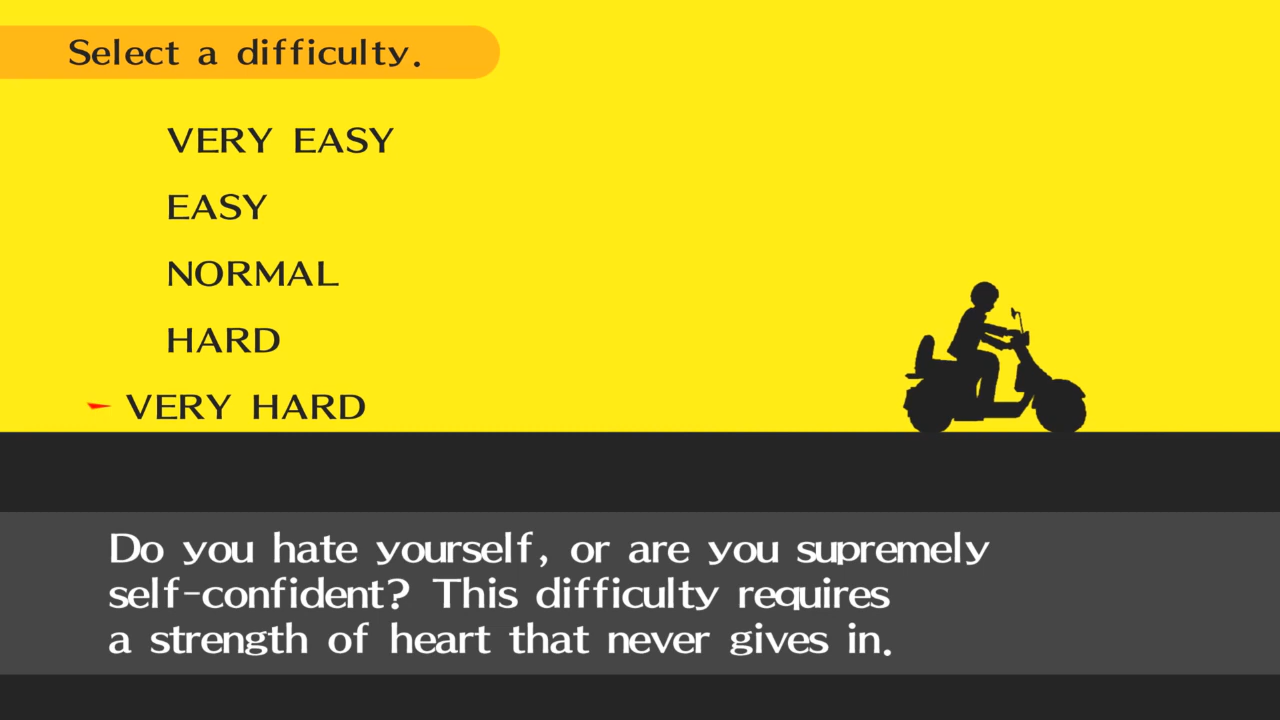 Select a difficulty.
VERY EASY
EASY
NORMAL
HARD
VERY HARD
Do you hate yourself, or are you supremely
self-confident? This difficulty requires
a strength of heart that never gives in.